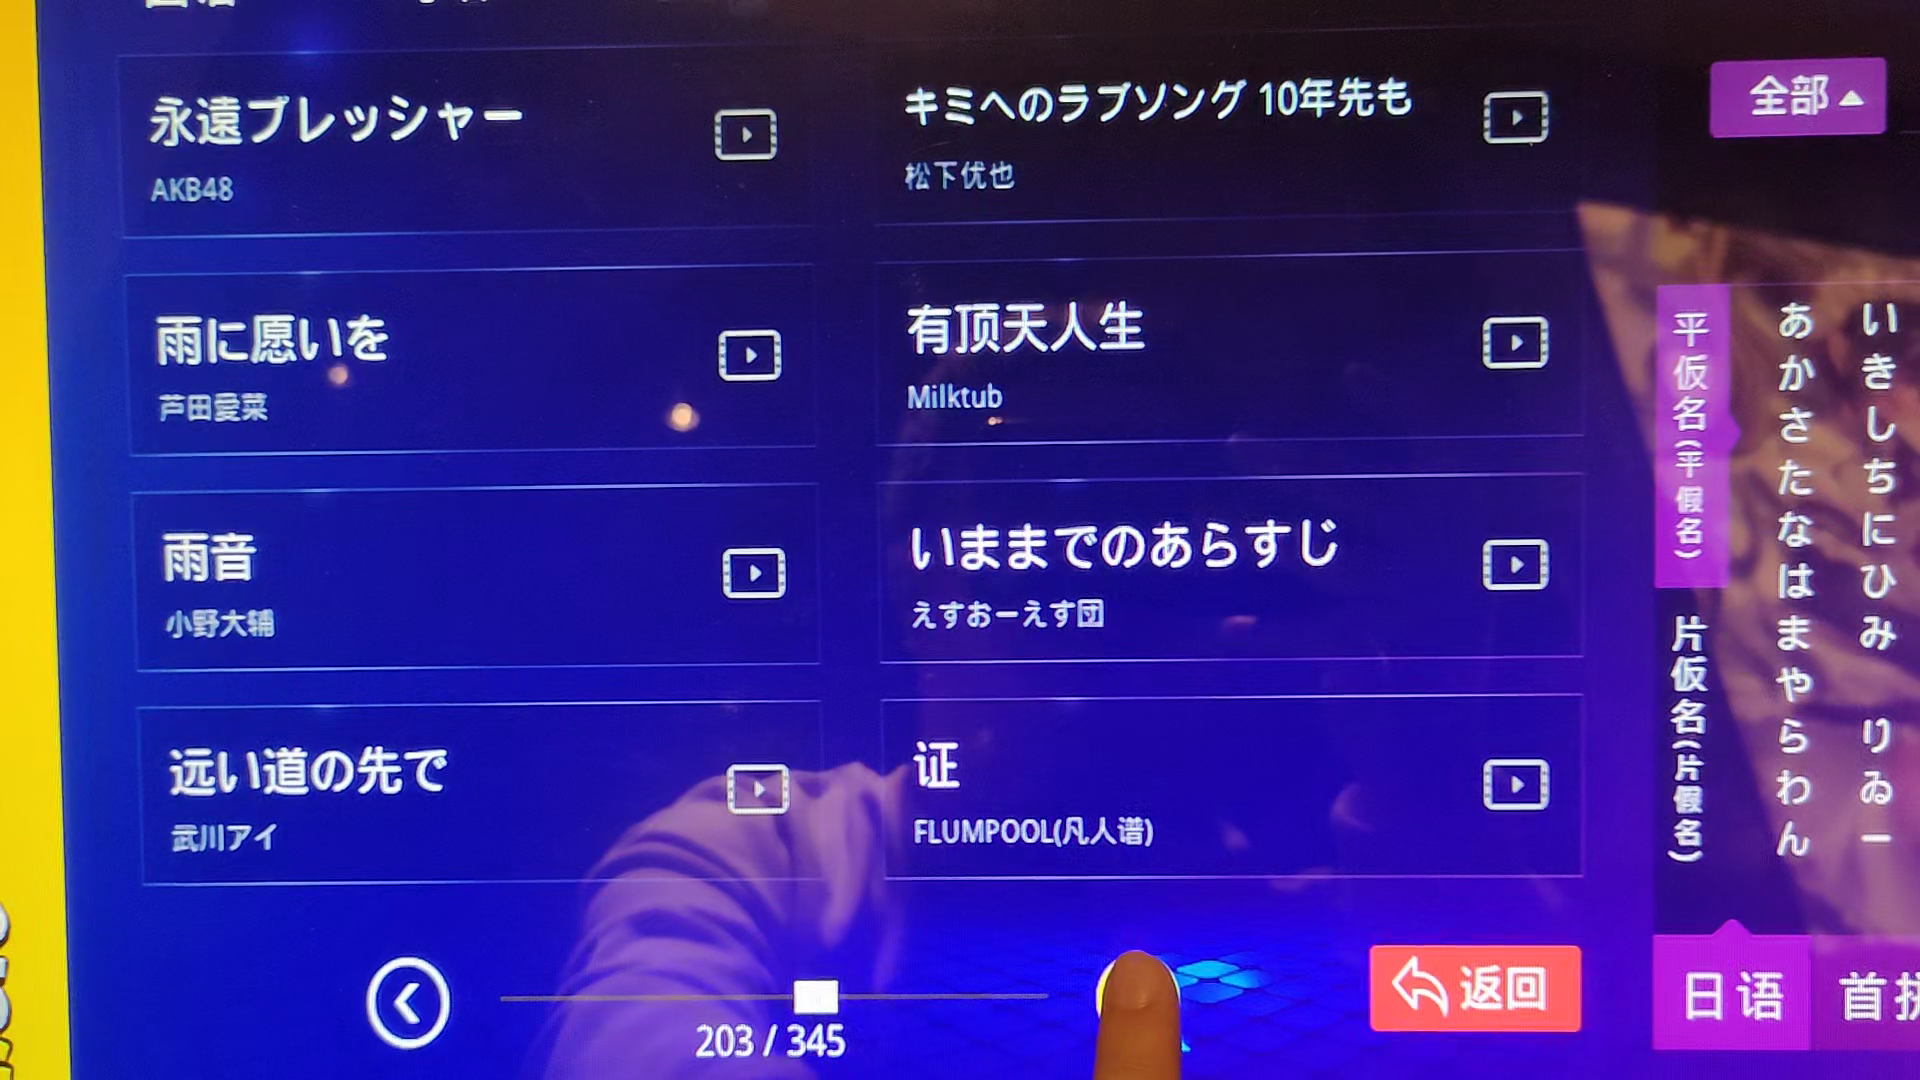 永遠プレッシャー
AKB48
キミへのラブソング 10年先も
松下优也
雨に愿いを
芦田愛菜
有顶天人生
Milktub
雨音
小野大辅
いままでのあらすじ
えすおーえす団
远い道の先で
武川アイ
证
FLUMPOOL(凡人谱)
203 / 345
返回
全部
平仮名(平假名)
片仮名(片假名)
あかさたなはまやらわん
いきしちにひみ りゐー
日语
首